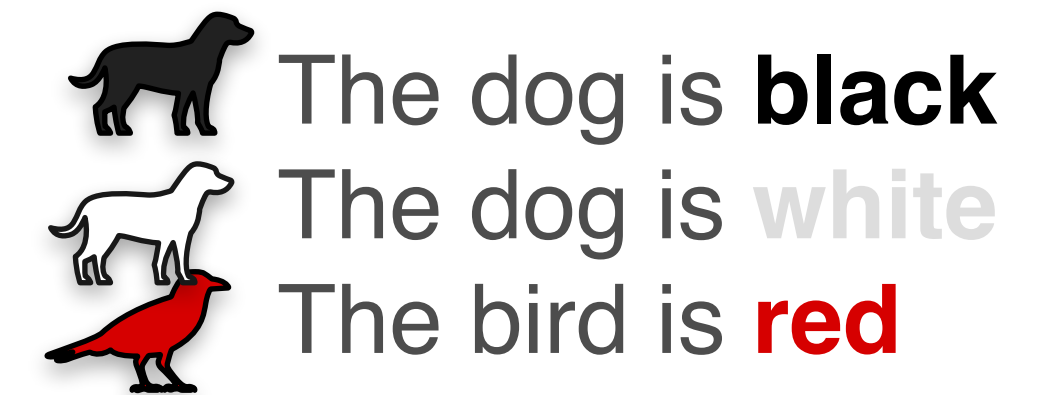 The dog is black
The dog is white
The bird is red